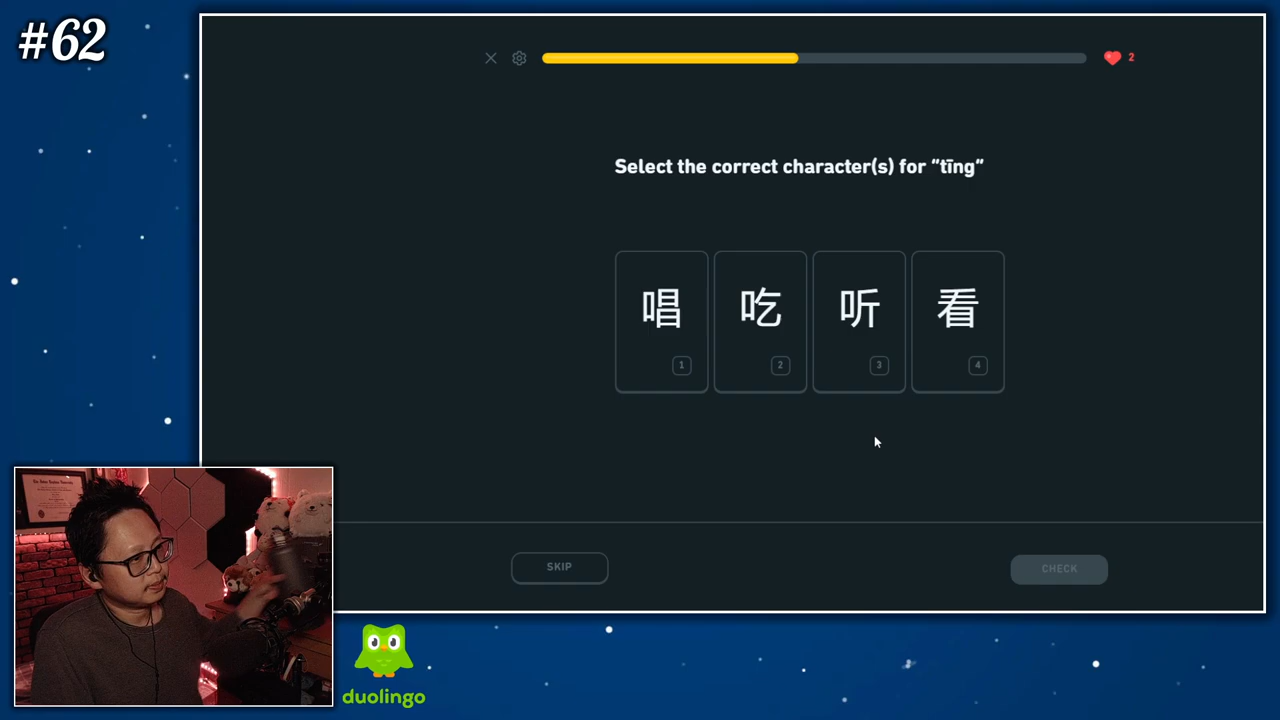 #62
2
Select the correct character(s) for “tīng”
唱 吃 听 看
1 2 3 4
SKIP
CHECK
duolingo